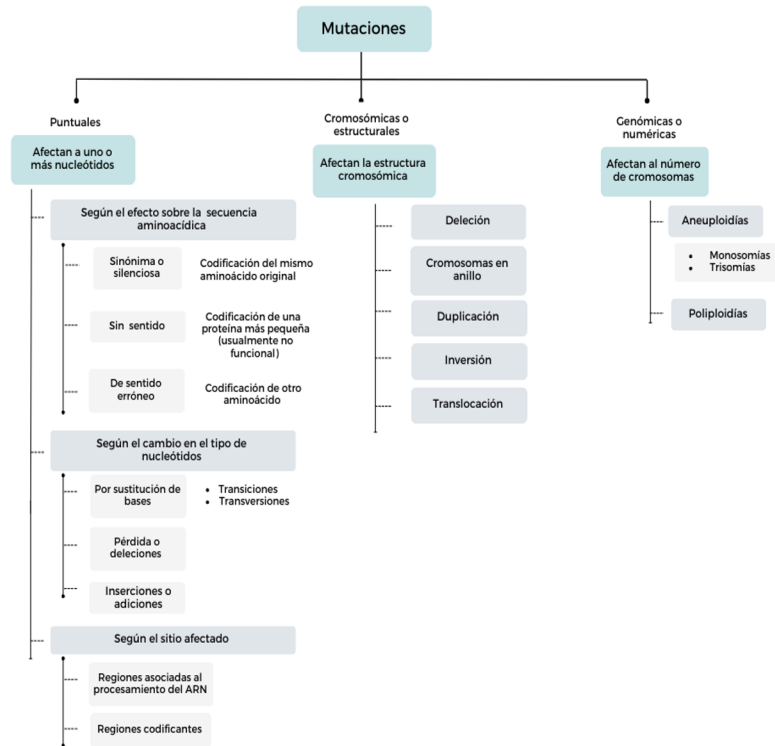 Mutaciones
Puntuales
Afectan a uno o
más nucleótidos
Según el efecto sobre la secuencia
aminoacídica
Sinónima o
silenciosa
Codificación del mismo
aminoácido original
Sin sentido
Codificación de una
proteína más pequeña
(usualmente no
funcional)
De sentido
erróneo
Codificación de otro
aminoácido
Según el cambio en el tipo de
nucleótidos
Por sustitución de
bases
• Transiciones
• Transversiones
Pérdida o
deleciones
Inserciones o
adiciones
Según el sitio afectado
Regiones asociadas al
procesamiento del ARN
Regiones codificantes
Cromosómicas o
estructurales
Afectan la estructura
cromosómica
Deleción
Cromosomas en
anillo
Duplicación
Inversión
Translocación
Genómicas o
numéricas
Afectan al número
de cromosomas
Aneuploidías
• Monosomías
• Trisomías
Poliploidías